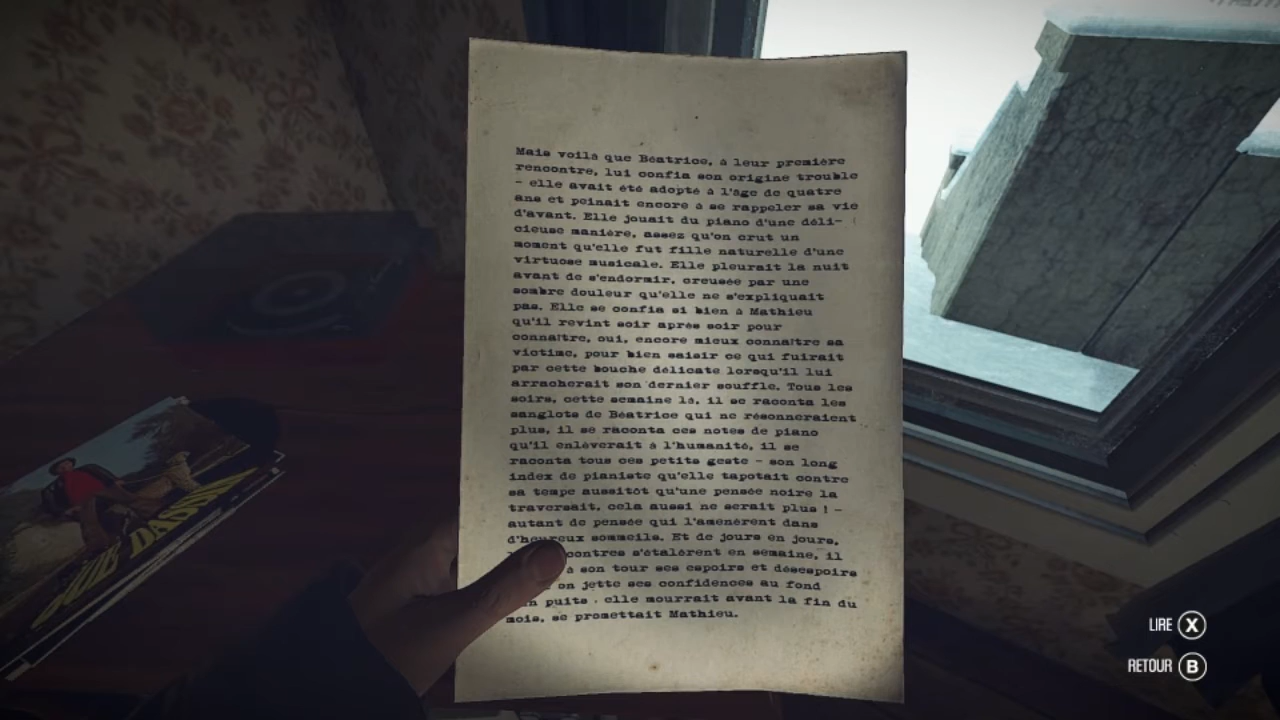 Mais voilà que Béatrice, à leur première
rencontre, lui confia son origine trouble
- elle avait été adopté à l'âge de quatre
ans et peinait encore à se rappeler sa vie
d'avant. Elle jouait du piano d'une déli-
cieuse manière, assez qu'on crut un
moment qu'elle fut fille naturelle d'une
virtuose musicale. Elle pleurait la nuit
avant de s'endormir, creusée par une
sombre douleur qu'elle ne s'expliquait
pas. Elle se confia si bien à Mathieu
qu'il revint soir après soir pour
connaître, oui, encore mieux connaître sa
victime, pour bien saisir ce qui fuirait
par cette bouche délicate lorsqu'il lui
arracherait son dernier souffle. Tous les
soirs, cette semaine là, il se raconta les
sanglots de Béatrice qui ne résonneraient
plus, il se raconta ces notes de piano
qu'il enlèverait à l'humanité, il se
raconta tous ces petits geste - son long
index de pianiste qu'elle tapotait contre
sa tempe aussitôt qu'une pensée noire la
traversait, cela aussi ne serait plus ! -
autant de pensée qui l'amenèrent dans
d'heureux sommeils. Et de jours en jours,
contres s'étalèrent en semaine, il
à son tour ses espoirs et désespoirs
on jette ses confidences au fond
puits . elle mourrait avant la fin du
mois, se promettait Mathieu.
DADDY
LIRE X
RETOUR B